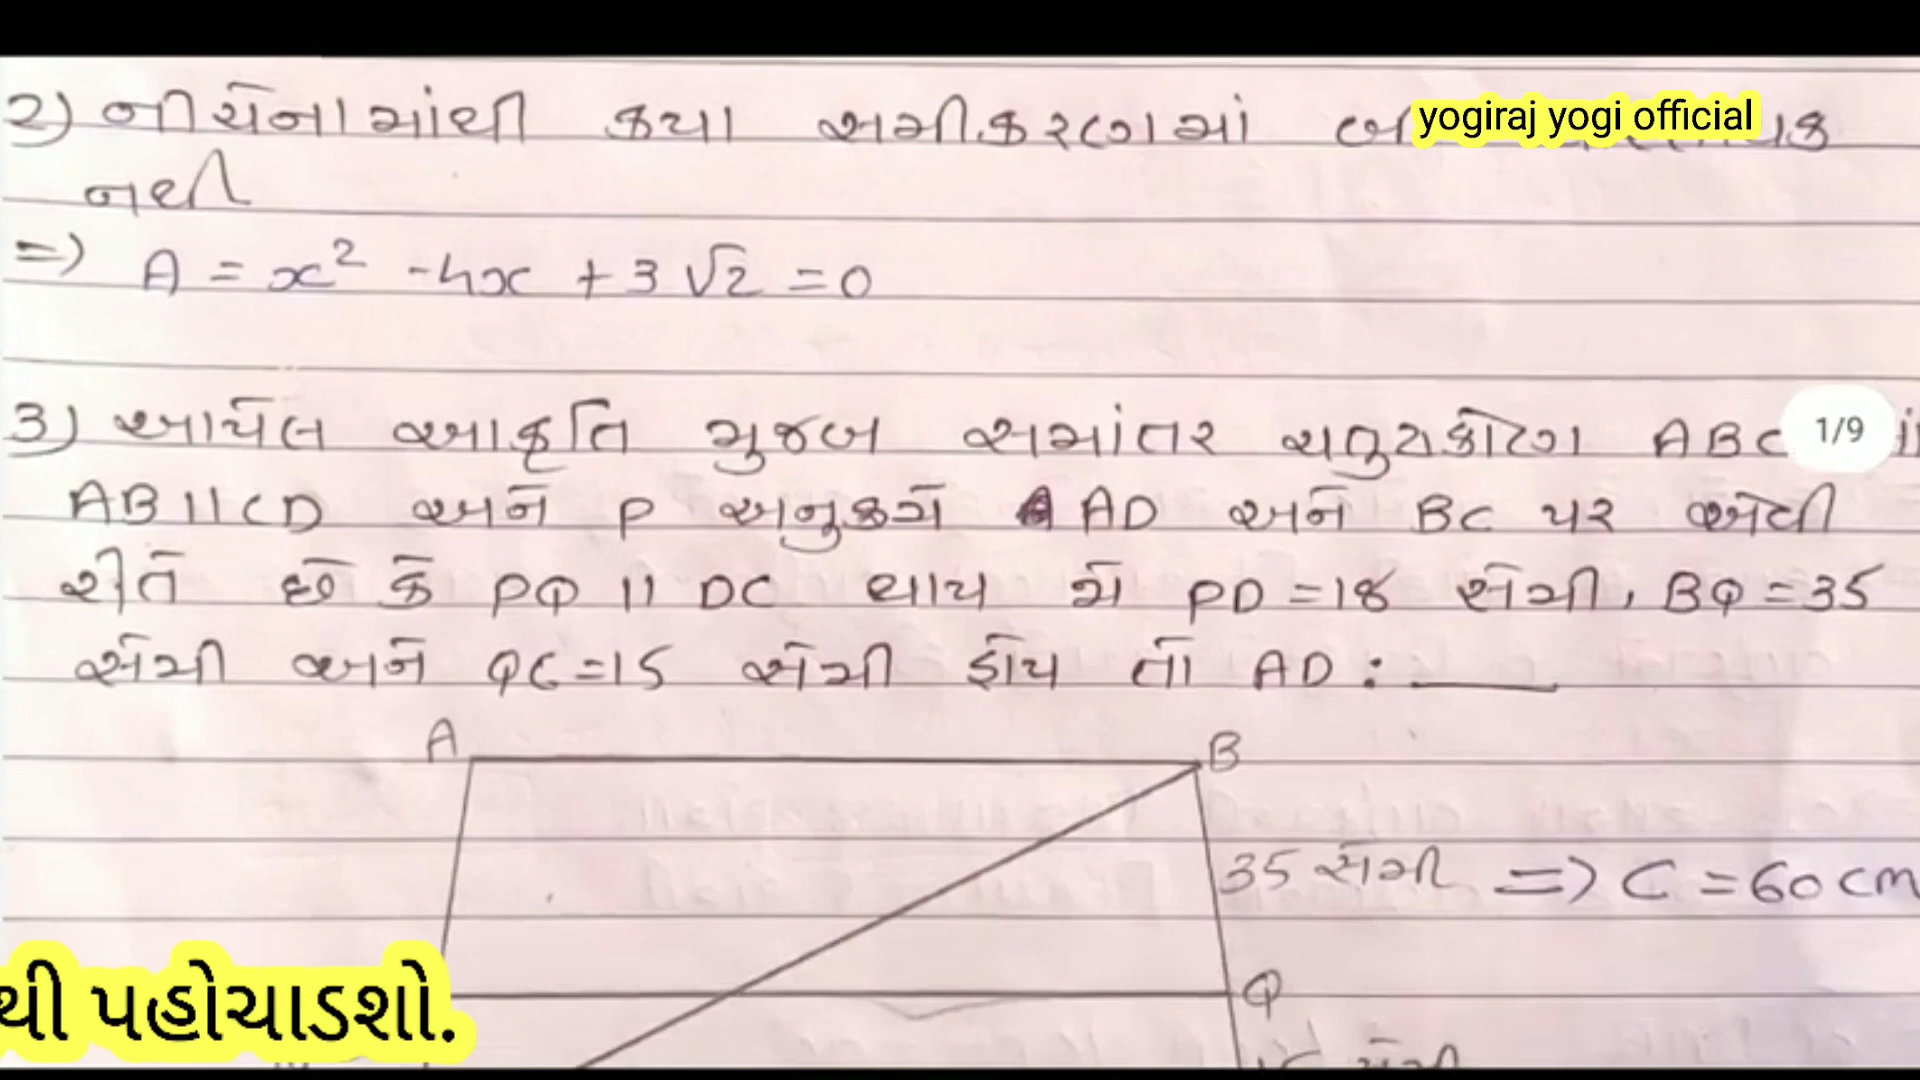 yogiraj yogi official
2) નીચેનામાંથી કયા સમીકરણમાં
નથી
=> A = x² - 4x + 3√2 = 0
3) આપેલ આકૃતિ મુજબ સમાંતર ચતુષ્કોણ ABC
1/9
AB || CD અને P અનુક્રમે AD અને BC પર એવી
રીતે છે કે PQ || DC થાય જો PD = 18 સેમી, BQ = 35
સેમી અને QC = 15 સેમી હોય તો AD : ____
A B
35 સેમી => C = 60 cm
Q
થી પહોચાડશો.